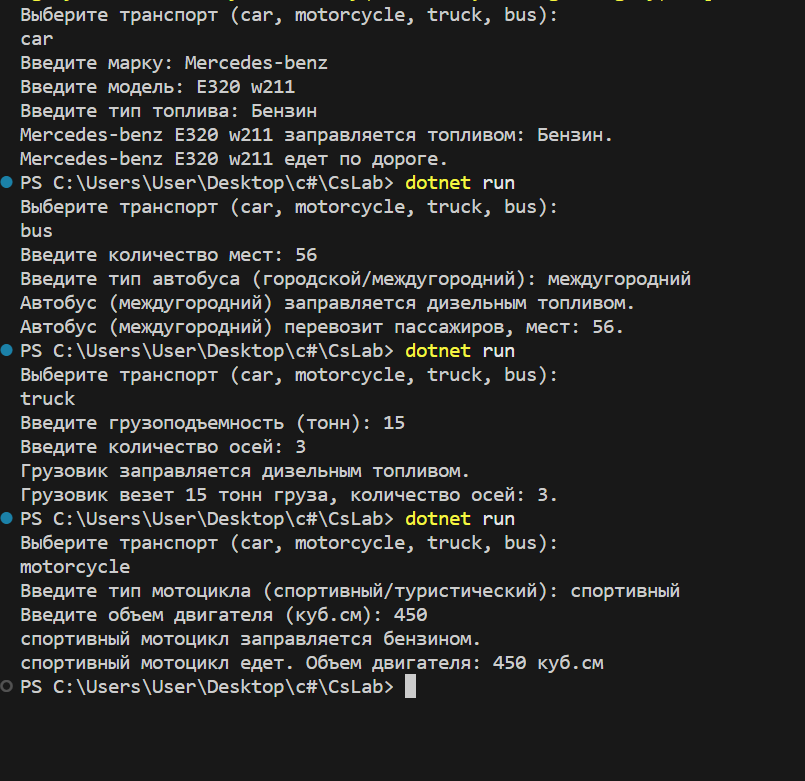 Выберите транспорт (car, motorcycle, truck, bus):
car
Введите марку: Mercedes-benz
Введите модель: E320 w211
Введите тип топлива: Бензин
Mercedes-benz E320 w211 заправляется топливом: Бензин.
Mercedes-benz E320 w211 едет по дороге.
PS C:\Users\User\Desktop\c#\CsLab> dotnet run
Выберите транспорт (car, motorcycle, truck, bus):
bus
Введите количество мест: 56
Введите тип автобуса (городской/междугородний): междугородний
Автобус (междугородний) заправляется дизельным топливом.
Автобус (междугородний) перевозит пассажиров, мест: 56.
PS C:\Users\User\Desktop\c#\CsLab> dotnet run
Выберите транспорт (car, motorcycle, truck, bus):
truck
Введите грузоподъемность (тонн): 15
Введите количество осей: 3
Грузовик заправляется дизельным топливом.
Грузовик везет 15 тонн груза, количество осей: 3.
PS C:\Users\User\Desktop\c#\CsLab> dotnet run
Выберите транспорт (car, motorcycle, truck, bus):
motorcycle
Введите тип мотоцикла (спортивный/туристический): спортивный
Введите объем двигателя (куб.см): 450
спортивный мотоцикл заправляется бензином.
спортивный мотоцикл едет. Объем двигателя: 450 куб.см
PS C:\Users\User\Desktop\c#\CsLab>